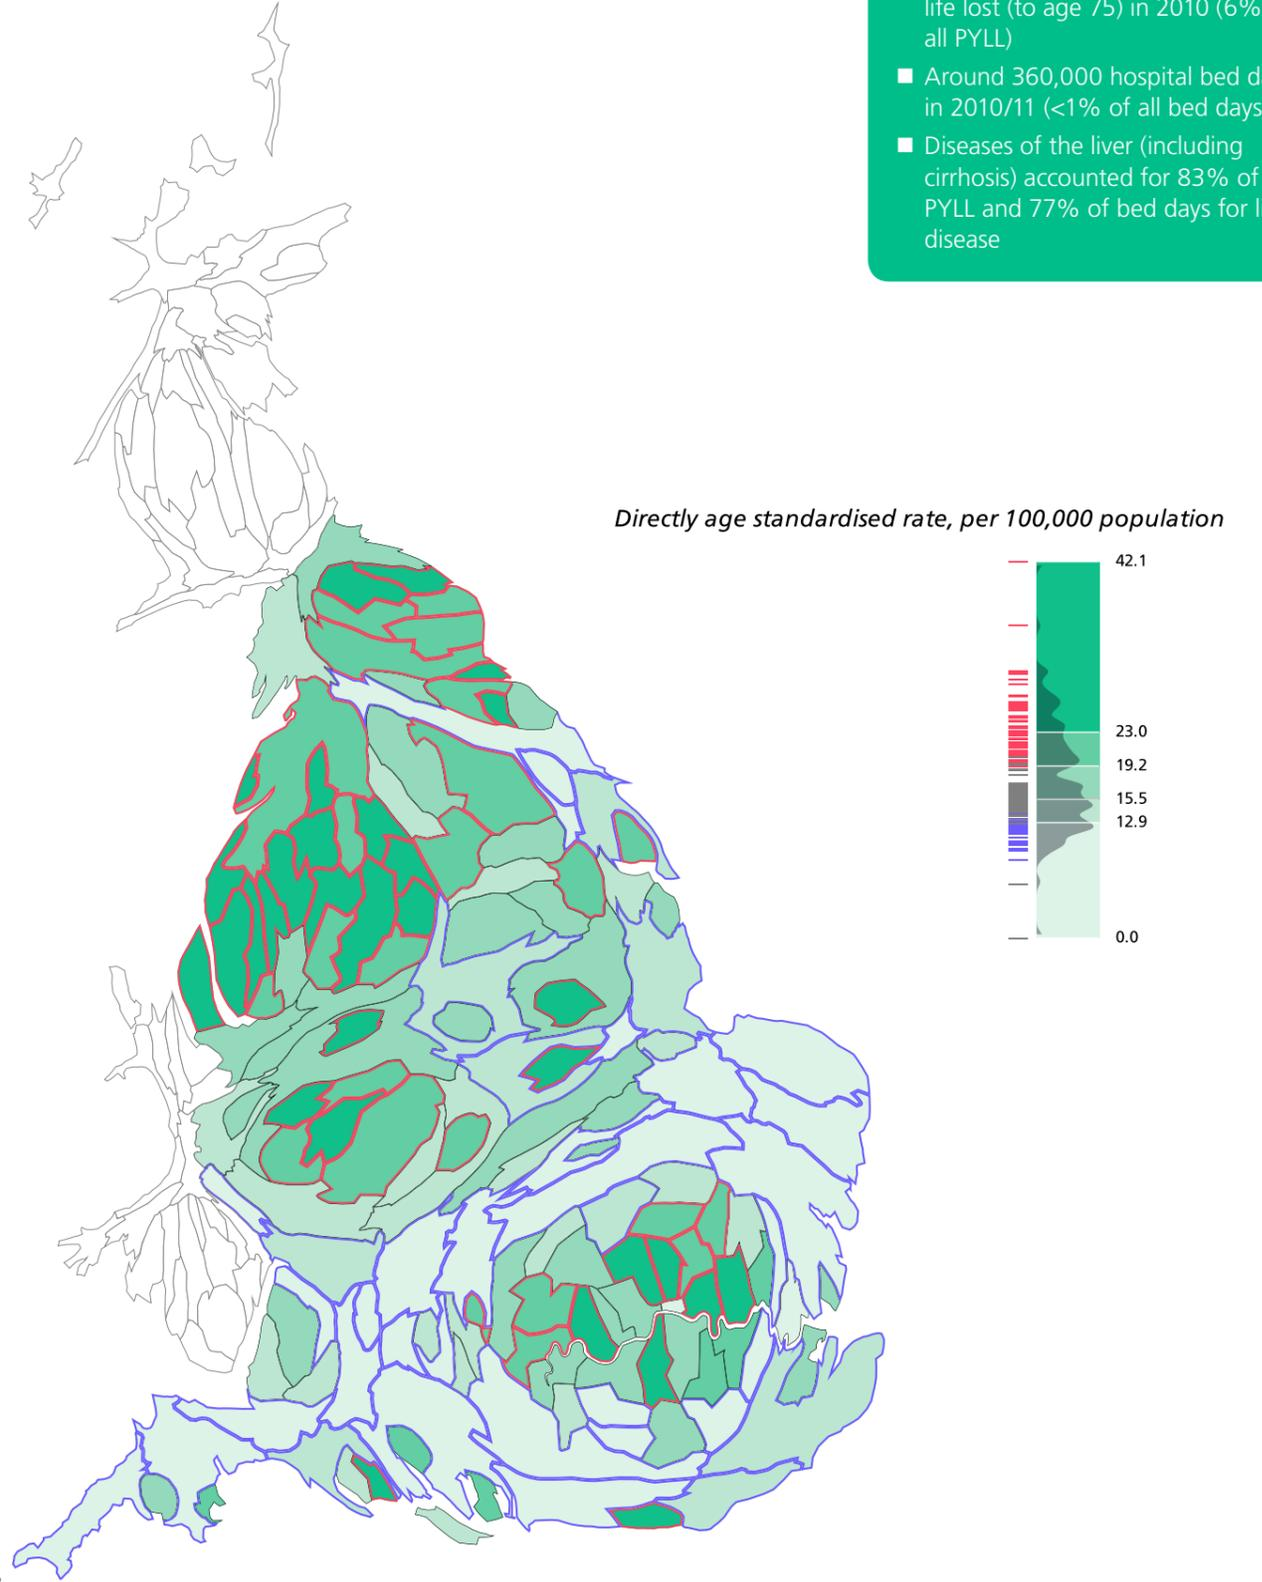 life lost (to age 75) in 2010 (6%
all PYLL)
Around 360,000 hospital bed d
in 2010/11 (<1% of all bed days
Diseases of the liver (including
cirrhosis) accounted for 83% of
PYLL and 77% of bed days for l
disease
Directly age standardised rate, per 100,000 population
42.1
23.0
19.2
15.5
12.9
0.0